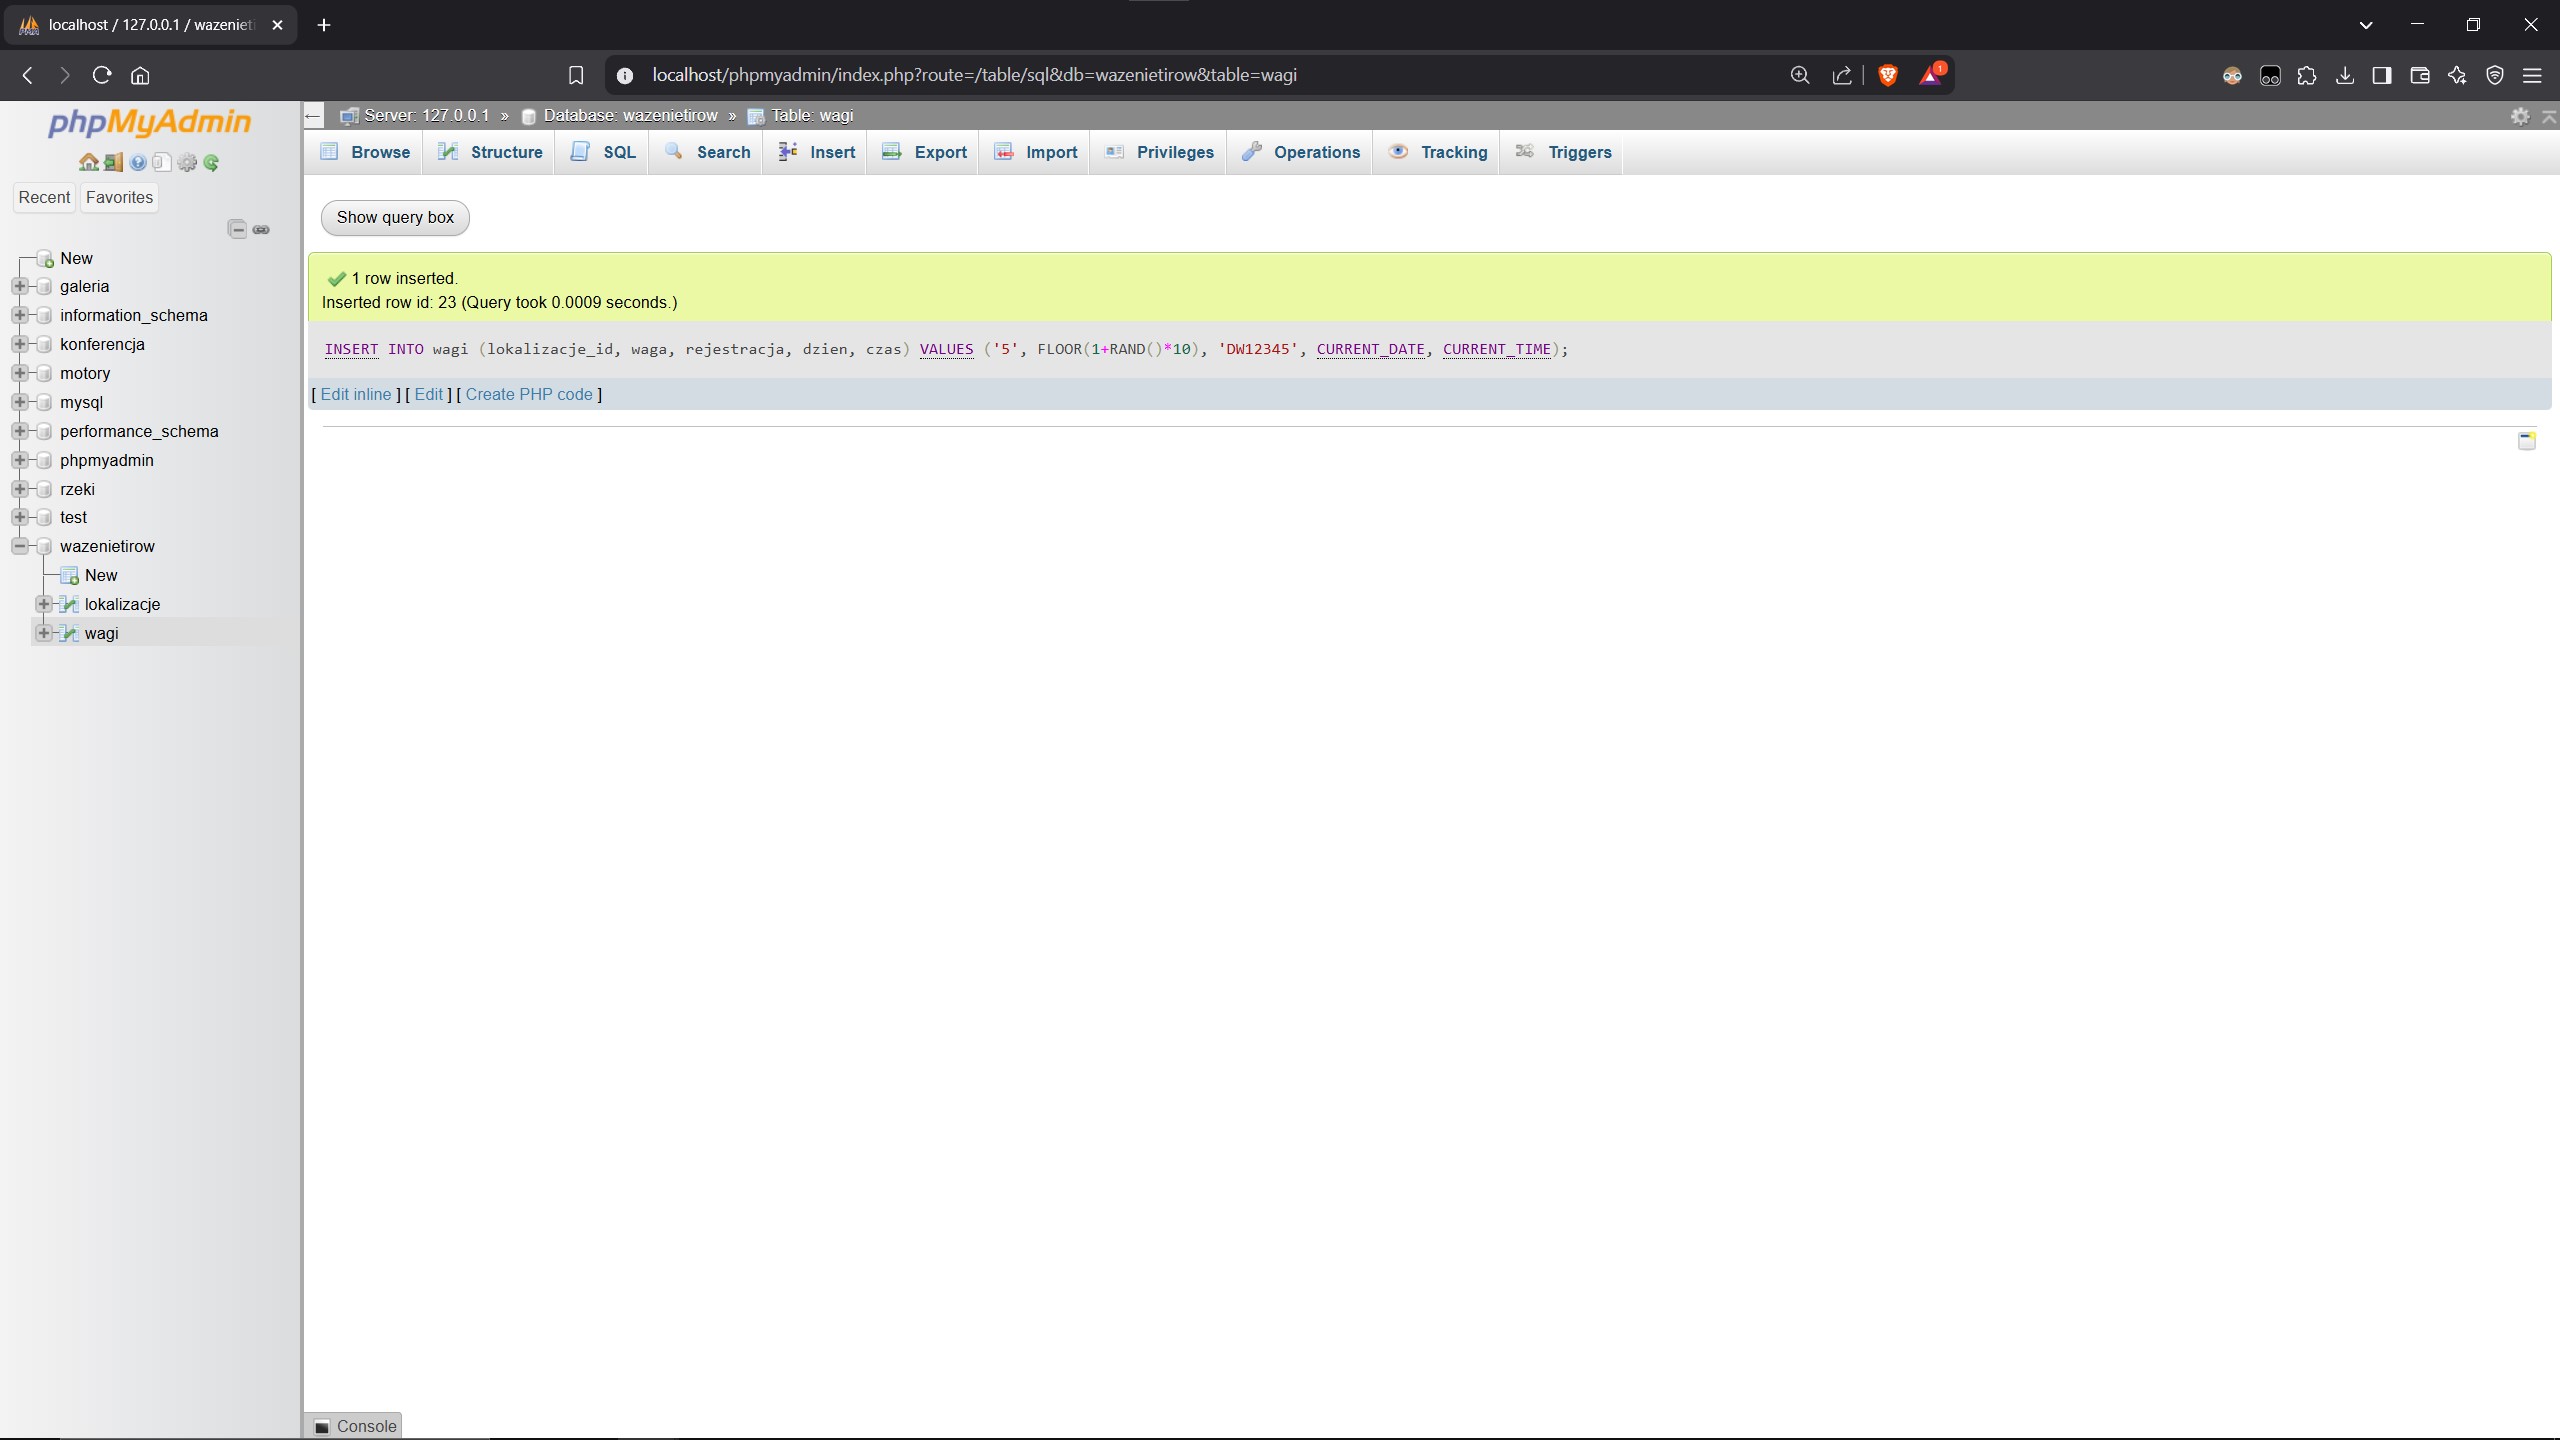 localhost / 127.0.0.1 / wazenieti
localhost/phpmyadmin/index.php?route=/table/sql&db=wazenietirow&table=wagi
1
phpMyAdmin
Recent
Favorites
New
galeria
information_schema
konferencja
motory
mysql
performance_schema
phpmyadmin
rzeki
test
wazenietirow
New
lokalizacje
wagi
Server: 127.0.0.1 » Database: wazenietirow » Table: wagi
Browse Structure SQL Search Insert Export Import Privileges Operations Tracking Triggers
Show query box
1 row inserted.
Inserted row id: 23 (Query took 0.0009 seconds.)
INSERT INTO wagi (lokalizacje_id, waga, rejestracja, dzien, czas) VALUES ('5', FLOOR(1+RAND()*10), 'DW12345', CURRENT_DATE, CURRENT_TIME);
[ Edit inline ] [ Edit ] [ Create PHP code ]
Console